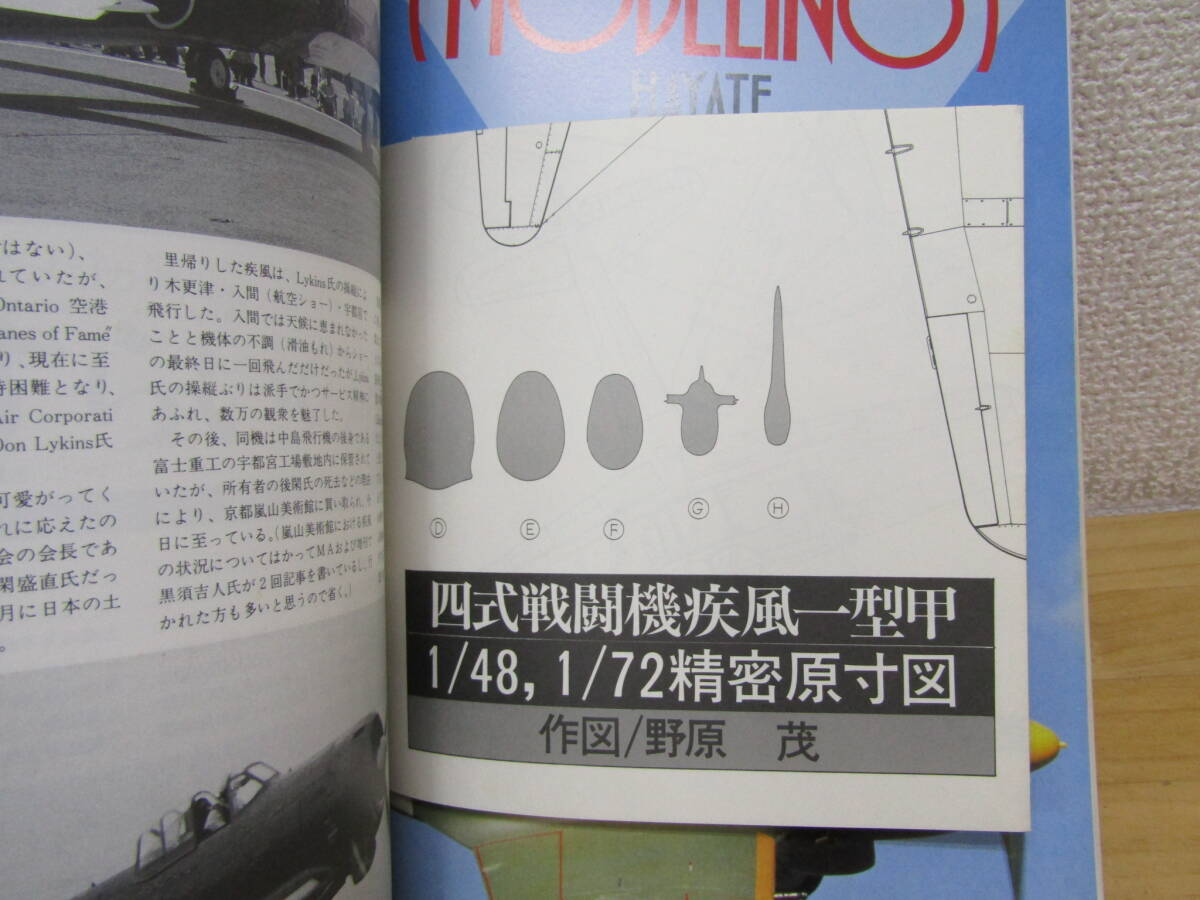 はない)、
れていたが、
Ontario 空港
anes of Fame"
り、現在に至
寺困難となり、
Air Corporati
Don Lykins氏
可愛がってく
れに応えたの
会の会長であ
閑盛直氏だっ
月に日本の土
。
里帰りした疾風は、Lykins氏の操縦によ
り木更津・入間(航空ショー)・宇都宮で
飛行した。入間では天候に恵まれなかった
ことと機体の不調(滑油もれ)からショー
の最終日に一回飛んだだけだったが、Lykins
氏の操縦ぶりは派手でかつサービス精神に
あふれ、数万の観衆を魅了した。
その後、同機は中島飛行機の後身である
富士重工の宇都宮工場敷地内に保管されて
いたが、所有者の後閑氏の死去などの理由
により、京都嵐山美術館に買い取られ、今
日に至っている。(嵐山美術館における疾風
の状況についてはかってMAおよび増刊で
黒須吉人氏が2回記事を書いているし、行
かれた方も多いと思うので省く。)
(MODELING)
HAYATE
D E F G H
四式戦闘機疾風一型甲
1/48, 1/72精密原寸図
作図/野原 茂